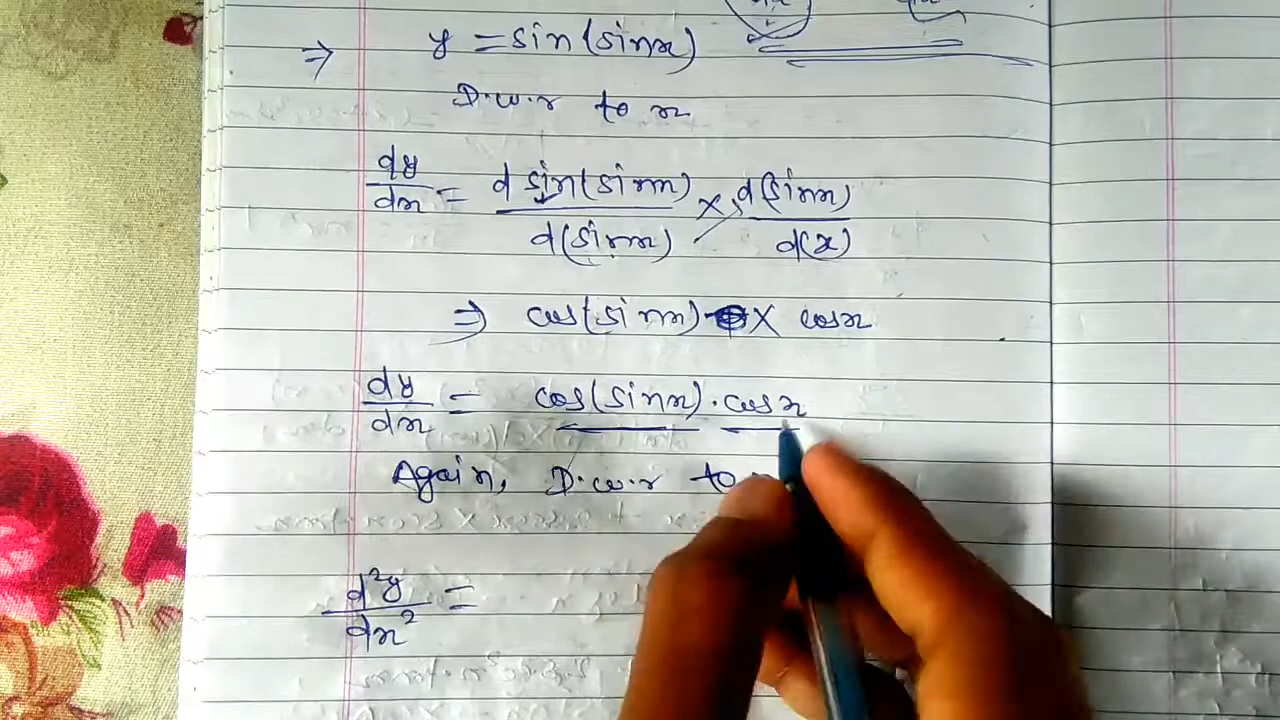 ⇒ y = sin(sinx)
D.w.r to x
dy/dx = d sin(sinx)/d(sinx) × d(sinx)/d(x)
⇒ cos(sinx) × cosx
dy/dx = cos(sinx) . cosx
Again, D.w.r to
d²y/dx² =